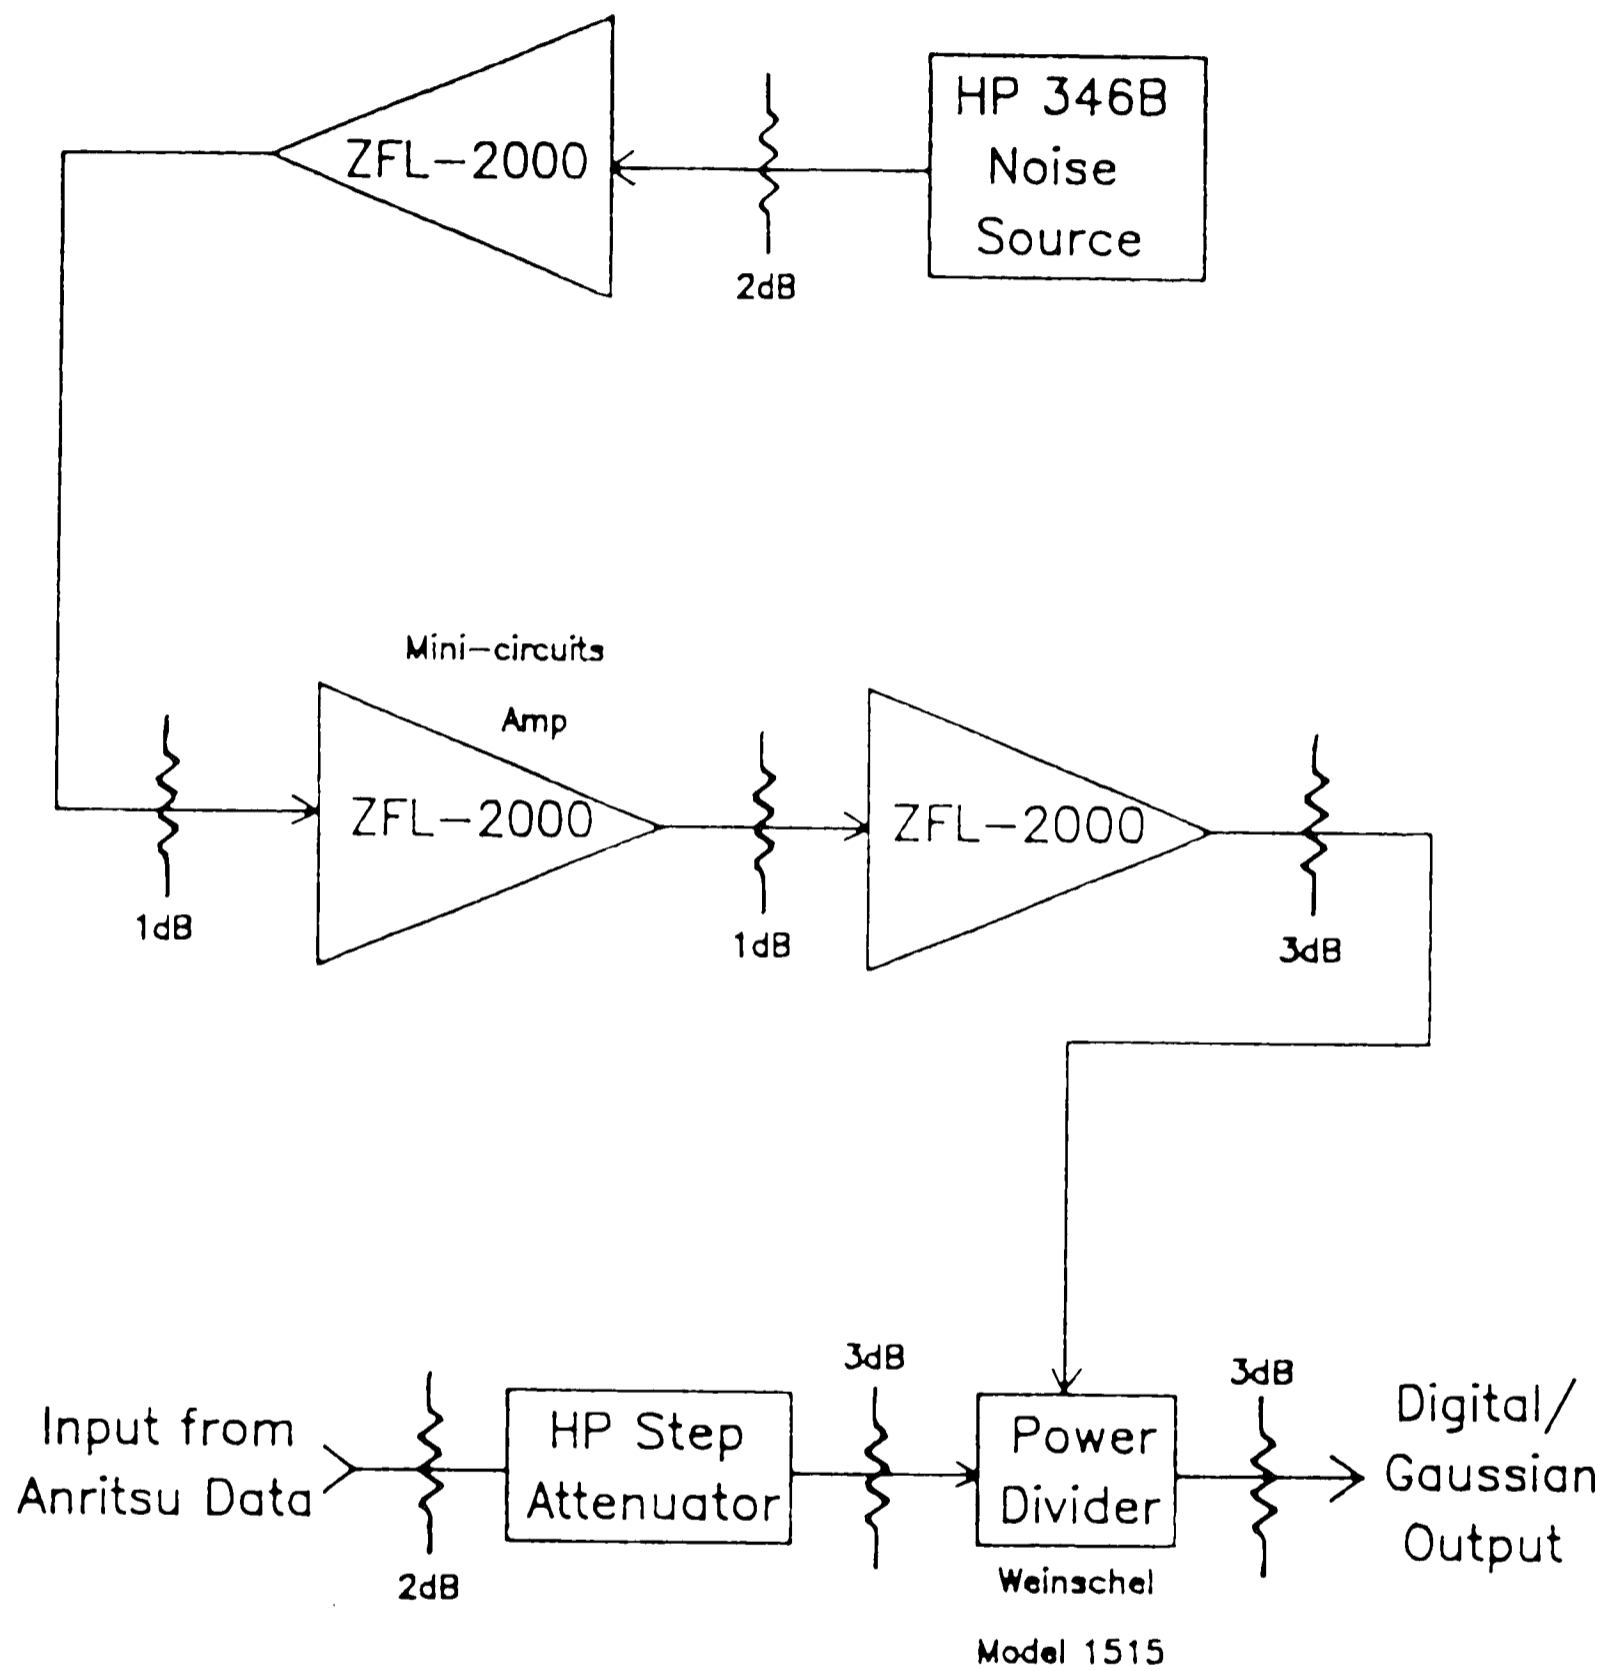 HP 346B
Noise
Source
ZFL-2000
2dB
Mini-circuits
Amp
ZFL-2000
ZFL-2000
1dB
1dB
3dB
3dB
3dB
Input from
Anritsu Data
HP Step
Attenuator
Power
Divider
Digital/
Gaussian
Output
2dB
Weinschel
Model 1515